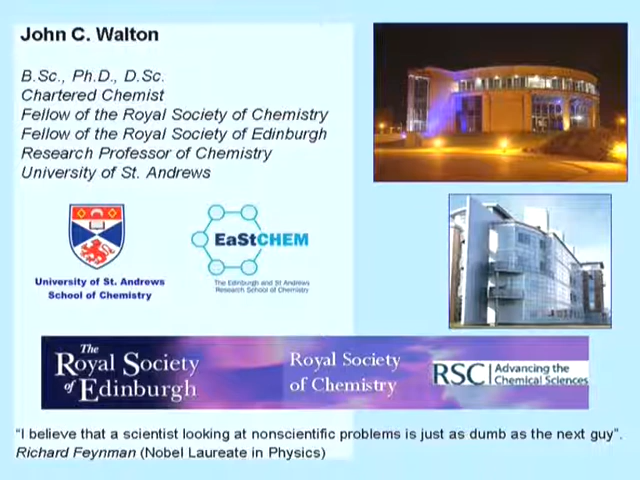 John C. Walton
B.Sc., Ph.D., D.Sc.
Chartered Chemist
Fellow of the Royal Society of Chemistry
Fellow of the Royal Society of Edinburgh
Research Professor of Chemistry
University of St. Andrews
EaStCHEM
The Edinburgh and St Andrews
Research School of Chemistry
University of St. Andrews
School of Chemistry
The
Royal Society
of Edinburgh
Royal Society
of Chemistry
RSC
Advancing the
Chemical Sciences
“I believe that a scientist looking at nonscientific problems is just as dumb as the next guy”.
Richard Feynman (Nobel Laureate in Physics)